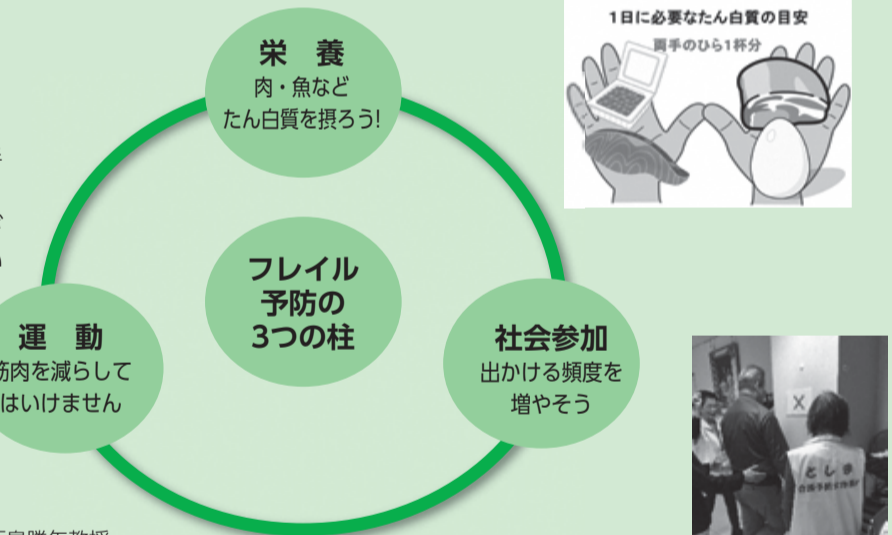 栄　養
肉・魚など
たん白質を摂ろう!
1日に必要なたん白質の目安
両手のひら1杯分
フレイル
予防の
3つの柱
運　動
筋肉を減らして
はいけません
社会参加
出かける頻度を
増やそう
X
としま